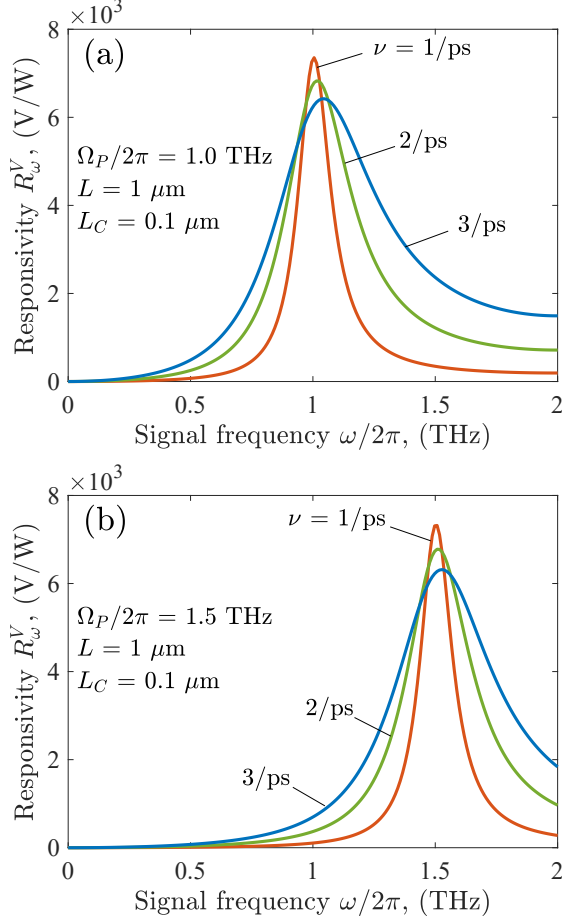 ×10³
8
(a)
ν = 1/ps
6
2/ps
Ω_P/2π = 1.0 THz
L = 1 μm
L_C = 0.1 μm
4
3/ps
2
0
0 0.5 1 1.5 2
Responsivity R_ω^V, (V/W)
Signal frequency ω/2π, (THz)
×10³
8
(b)
ν = 1/ps
6
Ω_P/2π = 1.5 THz
L = 1 μm
L_C = 0.1 μm
4
2/ps
2
3/ps
0
0 0.5 1 1.5 2
Responsivity R_ω^V, (V/W)
Signal frequency ω/2π, (THz)